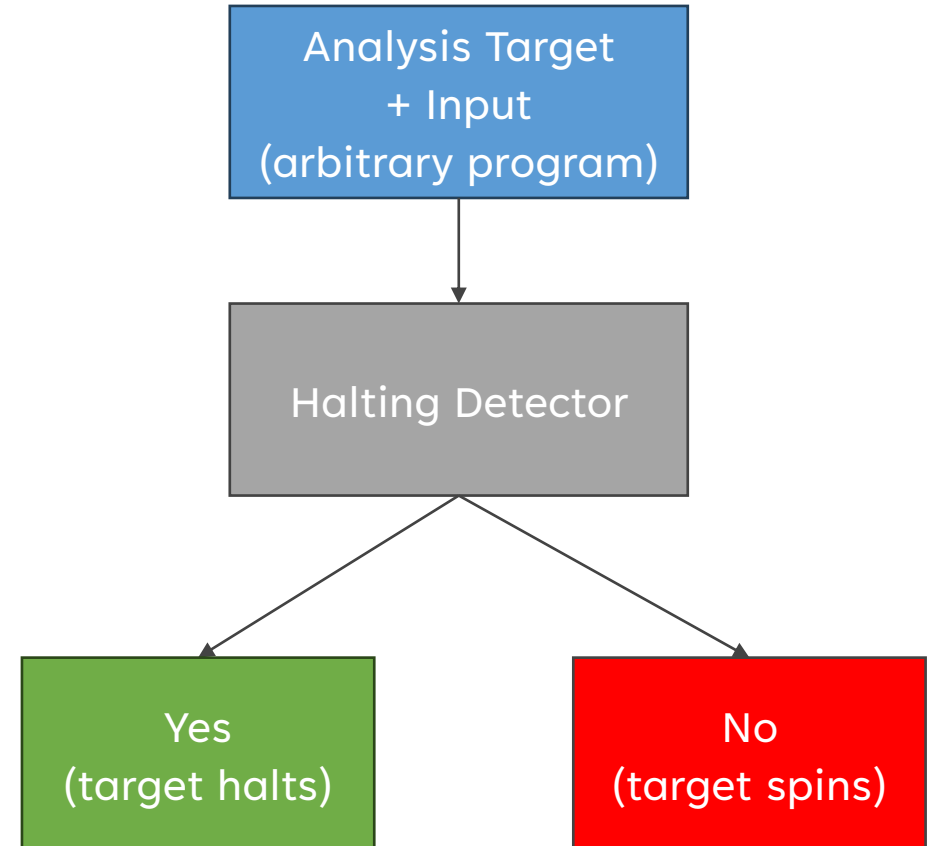 Analysis Target
+ Input
(arbitrary program)
Halting Detector
Yes
(target halts)
No
(target spins)